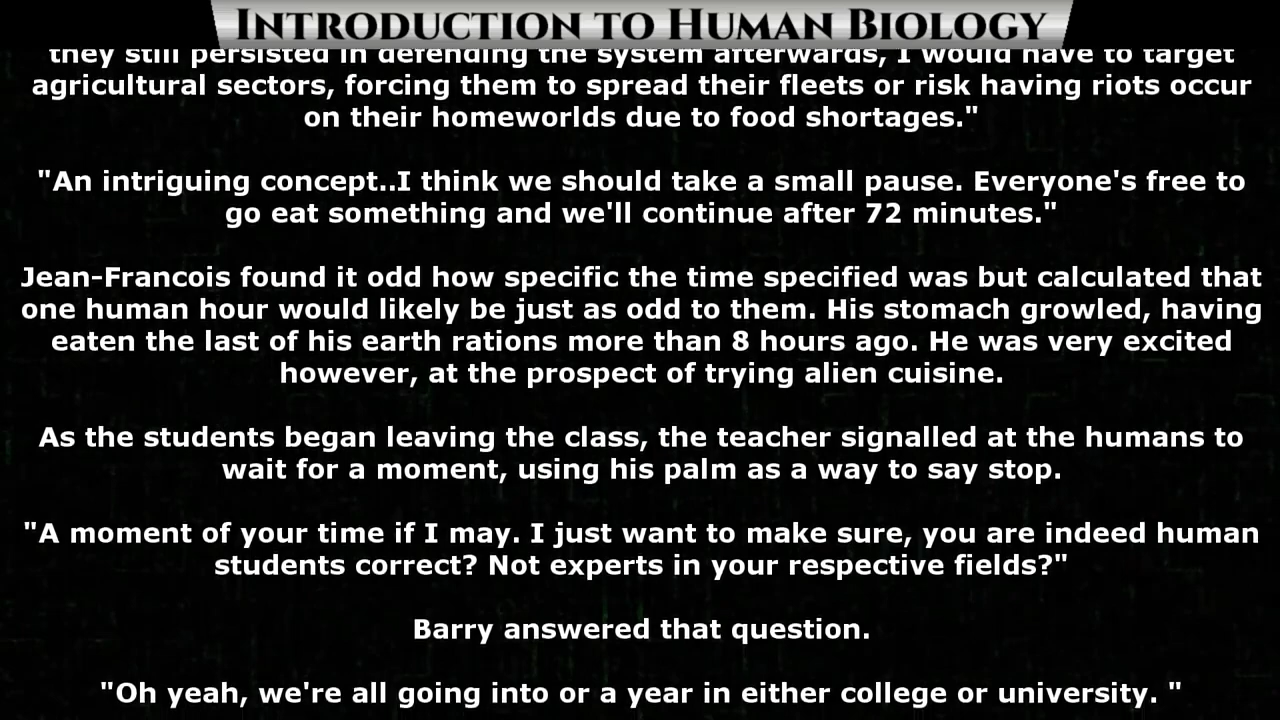 INTRODUCTION TO HUMAN BIOLOGY
they still persisted in defending the system afterwards, I would have to target
agricultural sectors, forcing them to spread their fleets or risk having riots occur
on their homeworlds due to food shortages."
"An intriguing concept..I think we should take a small pause. Everyone's free to
go eat something and we'll continue after 72 minutes."
Jean-Francois found it odd how specific the time specified was but calculated that
one human hour would likely be just as odd to them. His stomach growled, having
eaten the last of his earth rations more than 8 hours ago. He was very excited
however, at the prospect of trying alien cuisine.
As the students began leaving the class, the teacher signalled at the humans to
wait for a moment, using his palm as a way to say stop.
"A moment of your time if I may. I just want to make sure, you are indeed human
students correct? Not experts in your respective fields?"
Barry answered that question.
"Oh yeah, we're all going into or a year in either college or university. "